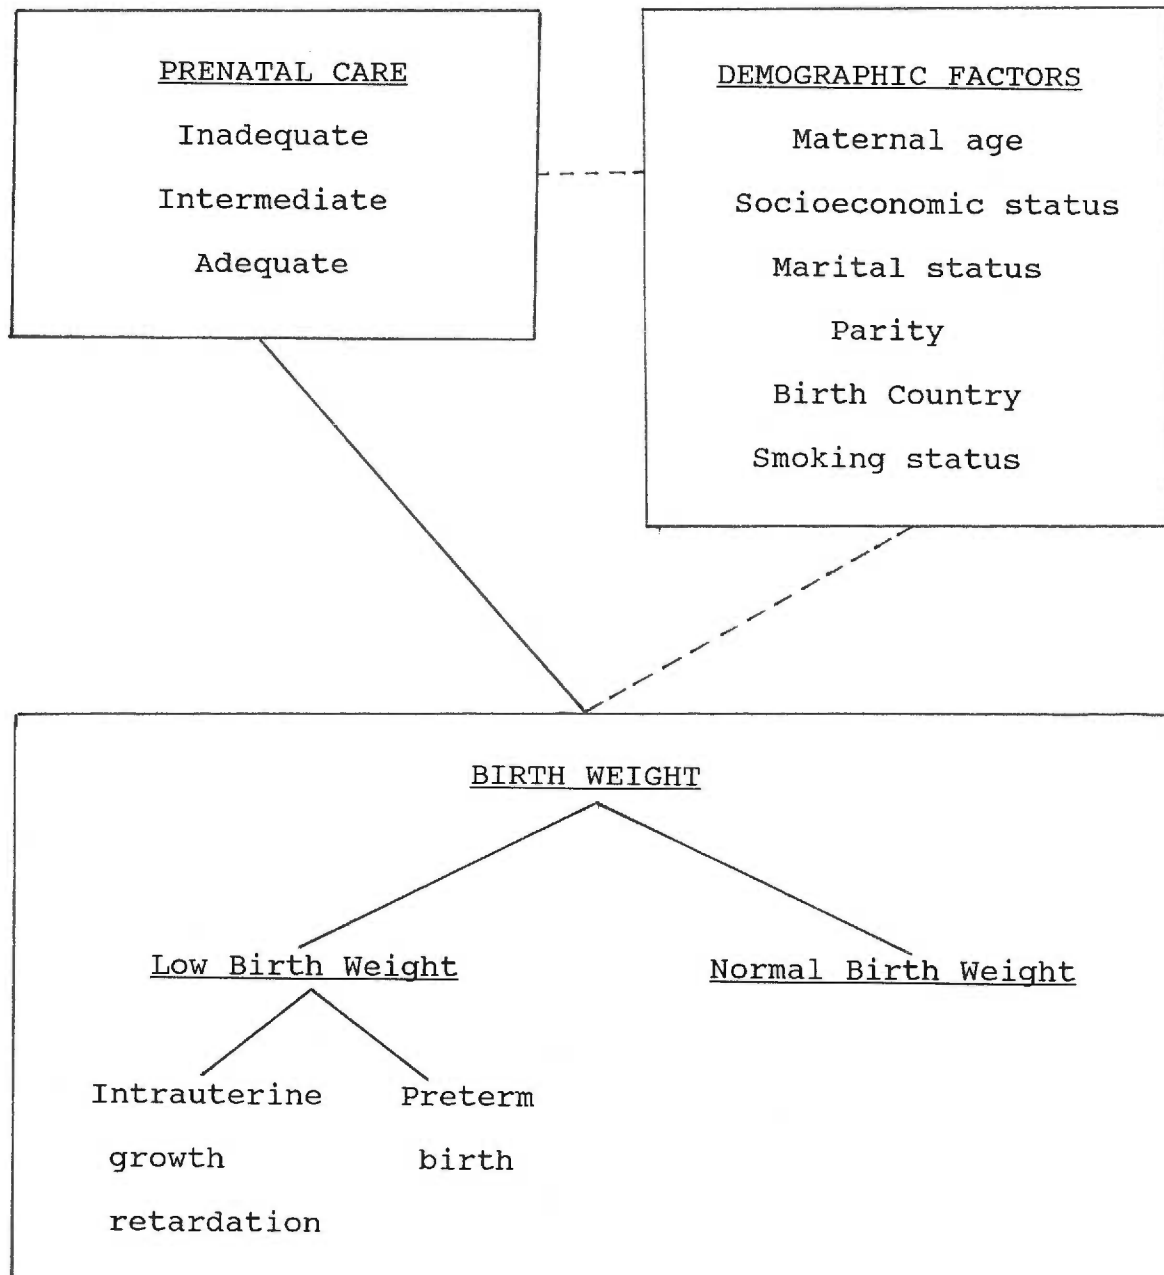 PRENATAL CARE
Inadequate
Intermediate
Adequate
DEMOGRAPHIC FACTORS
Maternal age
Socioeconomic status
Marital status
Parity
Birth Country
Smoking status
BIRTH WEIGHT
Low Birth Weight
Normal Birth Weight
Intrauterine
growth
retardation
Preterm
birth